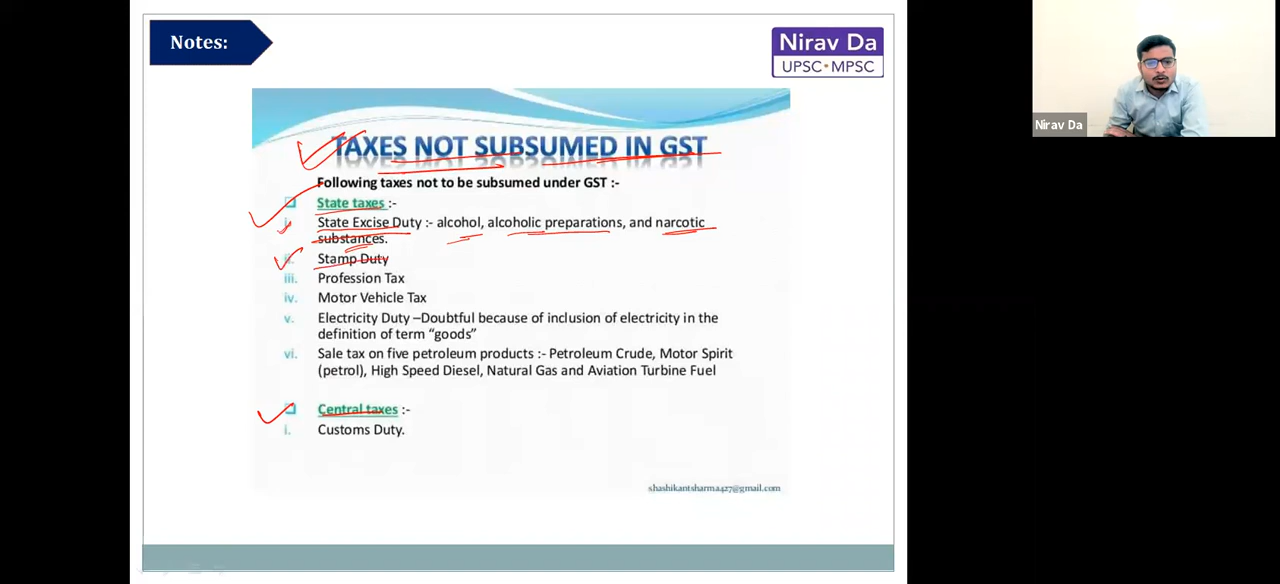 Notes:
Nirav Da
UPSC • MPSC
Nirav Da
TAXES NOT SUBSUMED IN GST
Following taxes not to be subsumed under GST :-
State taxes :-
i. State Excise Duty :- alcohol, alcoholic preparations, and narcotic
substances.
ii. Stamp Duty
iii. Profession Tax
iv. Motor Vehicle Tax
v. Electricity Duty –Doubtful because of inclusion of electricity in the
definition of term “goods”
vi. Sale tax on five petroleum products :- Petroleum Crude, Motor Spirit
(petrol), High Speed Diesel, Natural Gas and Aviation Turbine Fuel
Central taxes :-
i. Customs Duty.
shashikantsharma427@gmail.com